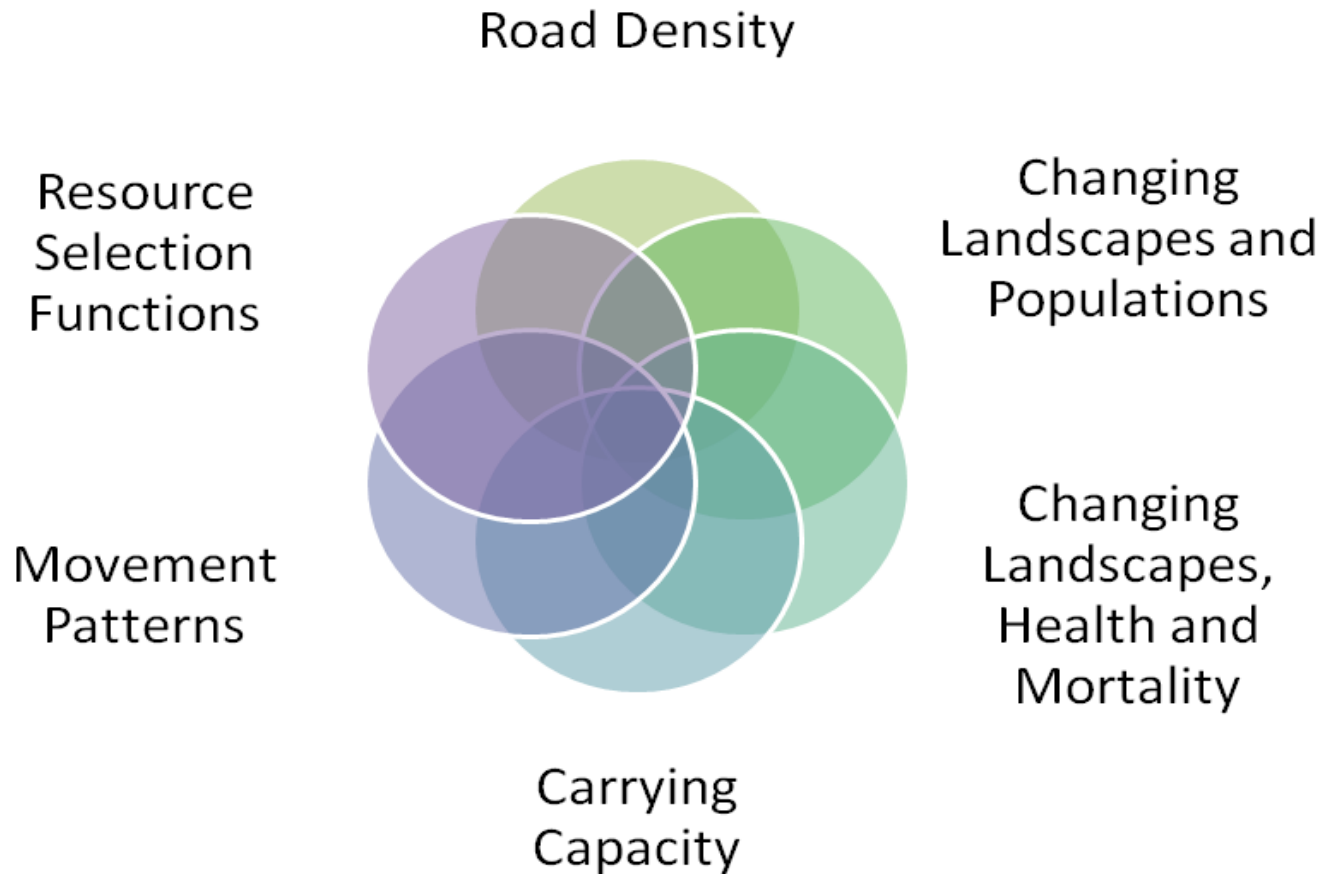 Road Density
Resource
Selection
Functions
Changing
Landscapes and
Populations
Movement
Patterns
Changing
Landscapes,
Health and
Mortality
Carrying
Capacity